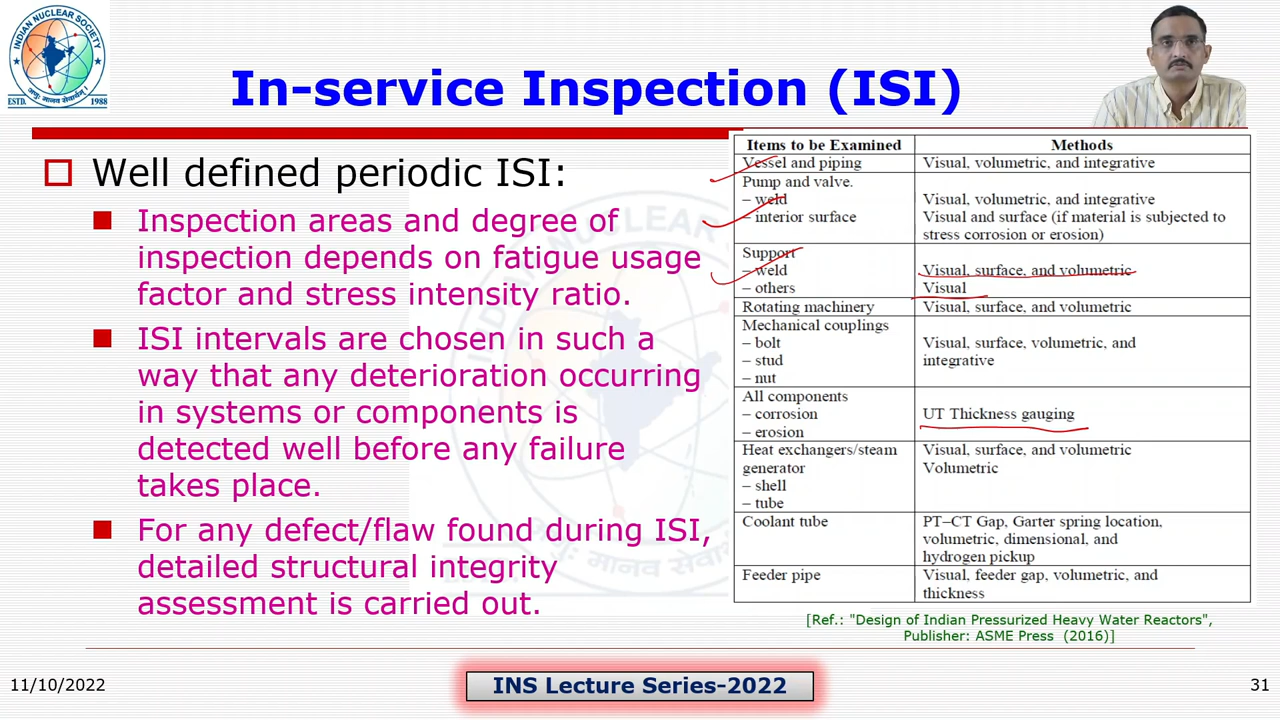 INDIAN NUCLEAR SOCIETY
ESTD. 1988
In-service Inspection (ISI)
Well defined periodic ISI:
Inspection areas and degree of
inspection depends on fatigue usage
factor and stress intensity ratio.
ISI intervals are chosen in such a
way that any deterioration occurring
in systems or components is
detected well before any failure
takes place.
For any defect/flaw found during ISI,
detailed structural integrity
assessment is carried out.
Items to be Examined Methods
Vessel and piping Visual, volumetric, and integrative
Pump and valve.
– weld Visual, volumetric, and integrative
– interior surface Visual and surface (if material is subjected to
stress corrosion or erosion)
Support
– weld Visual, surface, and volumetric
– others Visual
Rotating machinery Visual, surface, and volumetric
Mechanical couplings
– bolt Visual, surface, volumetric, and
– stud integrative
– nut
All components
– corrosion UT Thickness gauging
– erosion
Heat exchangers/steam Visual, surface, and volumetric
generator Volumetric
– shell
– tube
Coolant tube PT–CT Gap, Garter spring location,
volumetric, dimensional, and
hydrogen pickup
Feeder pipe Visual, feeder gap, volumetric, and
thickness
[Ref.: "Design of Indian Pressurized Heavy Water Reactors",
Publisher: ASME Press (2016)]
11/10/2022
INS Lecture Series-2022
31